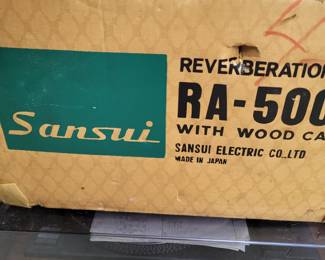 Sansui
REVERBERATION
RA-500
WITH WOOD CA
SANSUI ELECTRIC CO.,LTD
MADE IN JAPAN